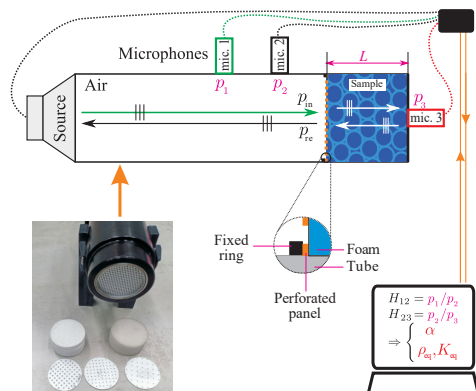 Microphones
mic. 1
mic. 2
L
Air
p1
p2
Sample
Source
pin
pre
p3
mic. 3
Fixed
ring
Foam
Tube
Perforated
panel
H12 = p1/p2
H23 = p2/p3
⇒ { α
ρeq, Keq